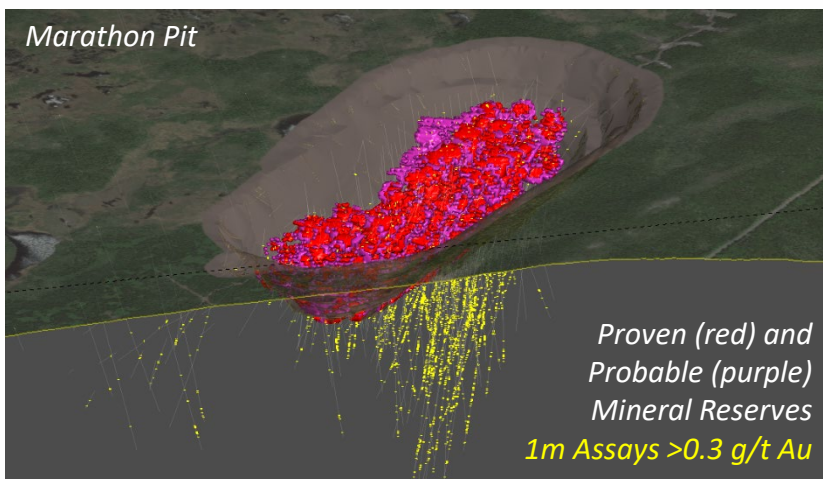 Marathon Pit
Proven (red) and
Probable (purple)
Mineral Reserves
1m Assays >0.3 g/t Au